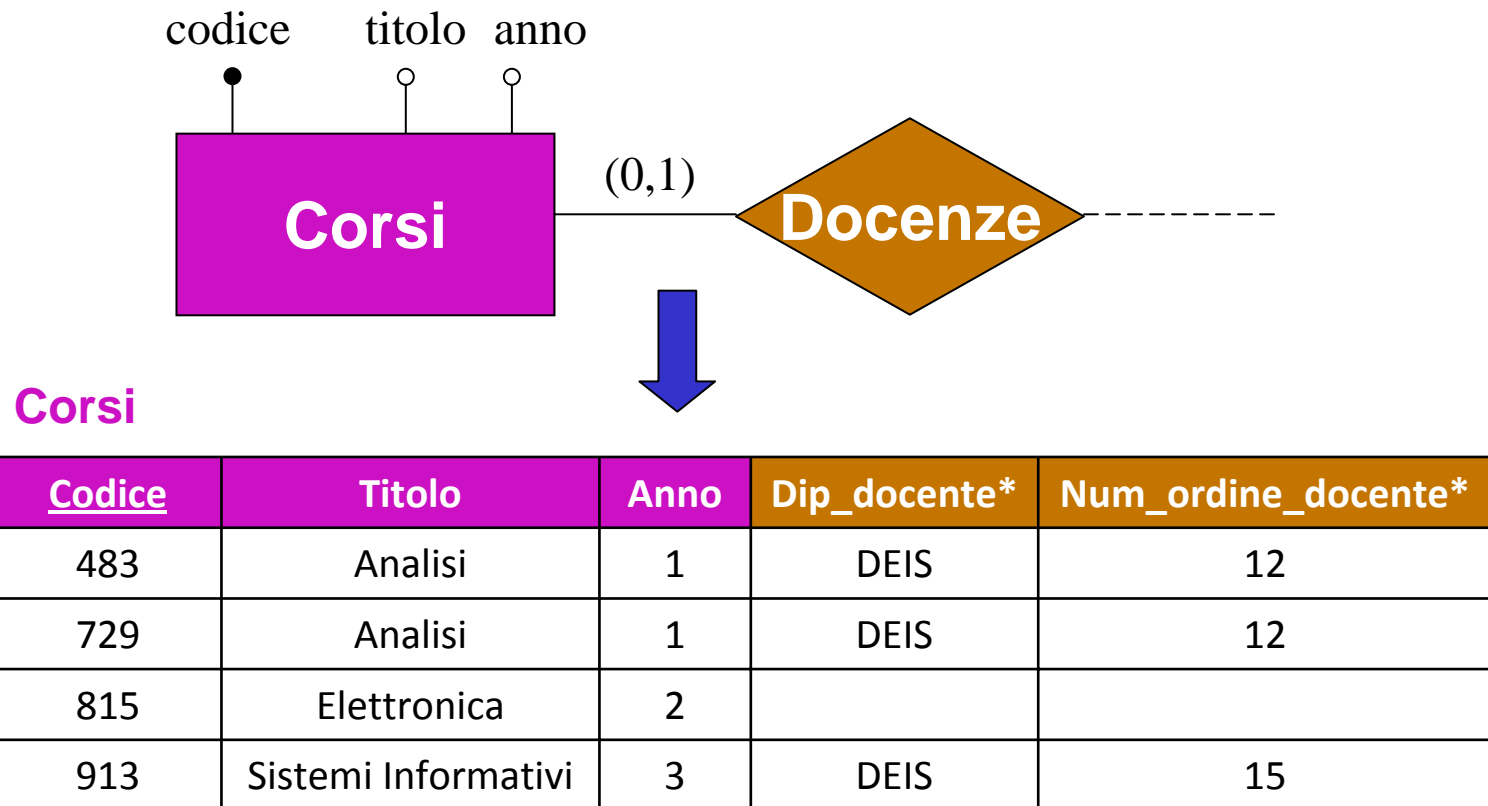 codice titolo anno
Corsi (0,1) Docenze
Corsi
Codice Titolo Anno Dip_docente* Num_ordine_docente*
483 Analisi 1 DEIS 12
729 Analisi 1 DEIS 12
815 Elettronica 2
913 Sistemi Informativi 3 DEIS 15